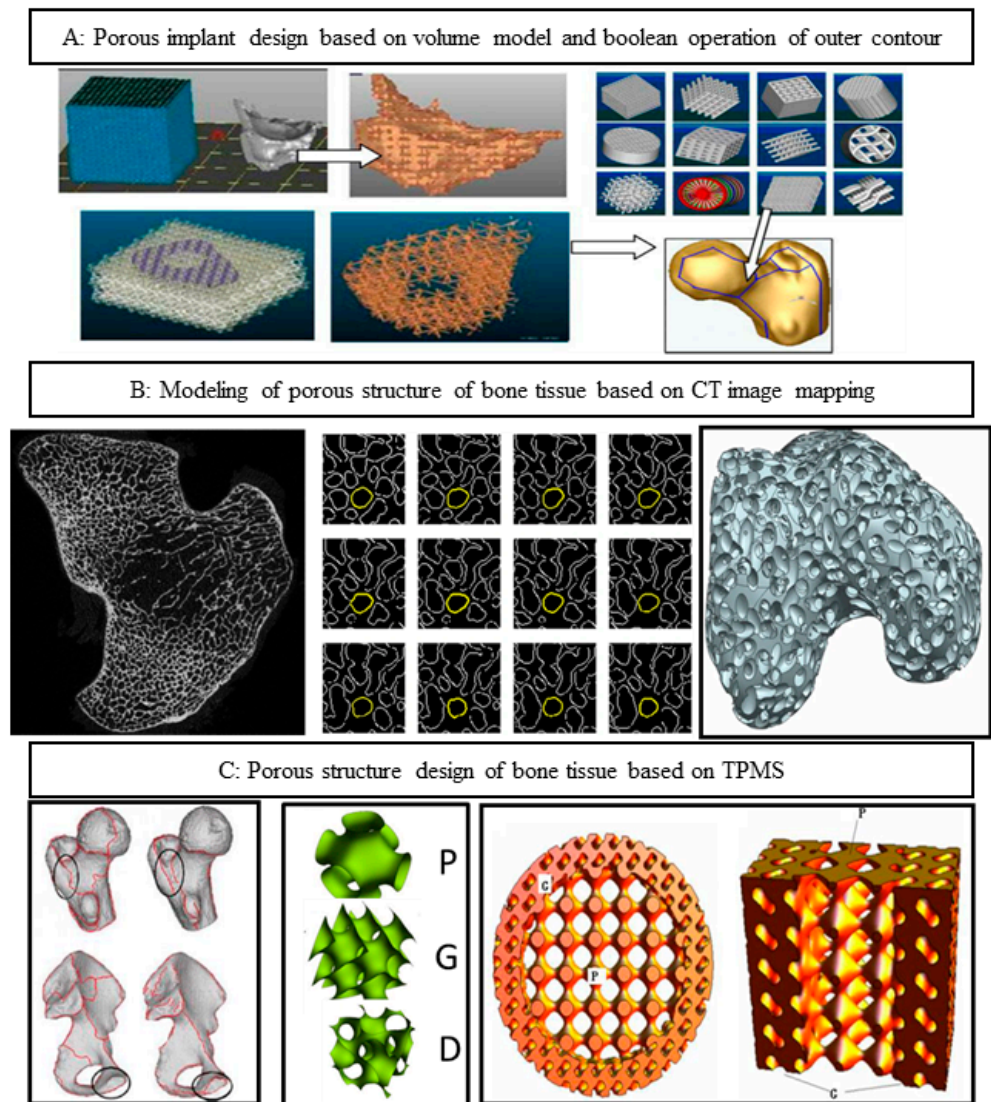 A: Porous implant design based on volume model and boolean operation of outer contour
B: Modeling of porous structure of bone tissue based on CT image mapping
C: Porous structure design of bone tissue based on TPMS
P
G
D
G
P
P
G